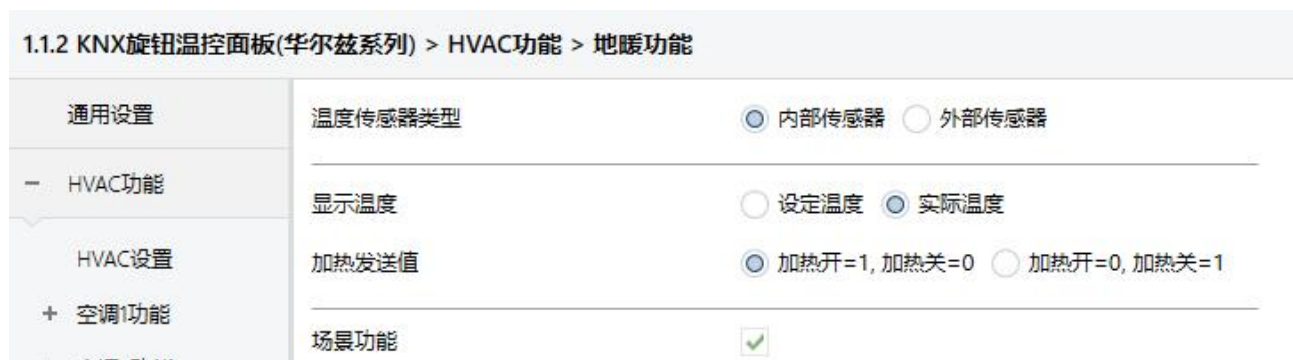 1.1.2 KNX旋钮温控面板(华尔兹系列) > HVAC功能 > 地暖功能
通用设置
温度传感器类型 内部传感器 外部传感器
− HVAC功能
显示温度 设定温度 实际温度
HVAC设置
加热发送值 加热开=1, 加热关=0 加热开=0, 加热关=1
+ 空调1功能
场景功能